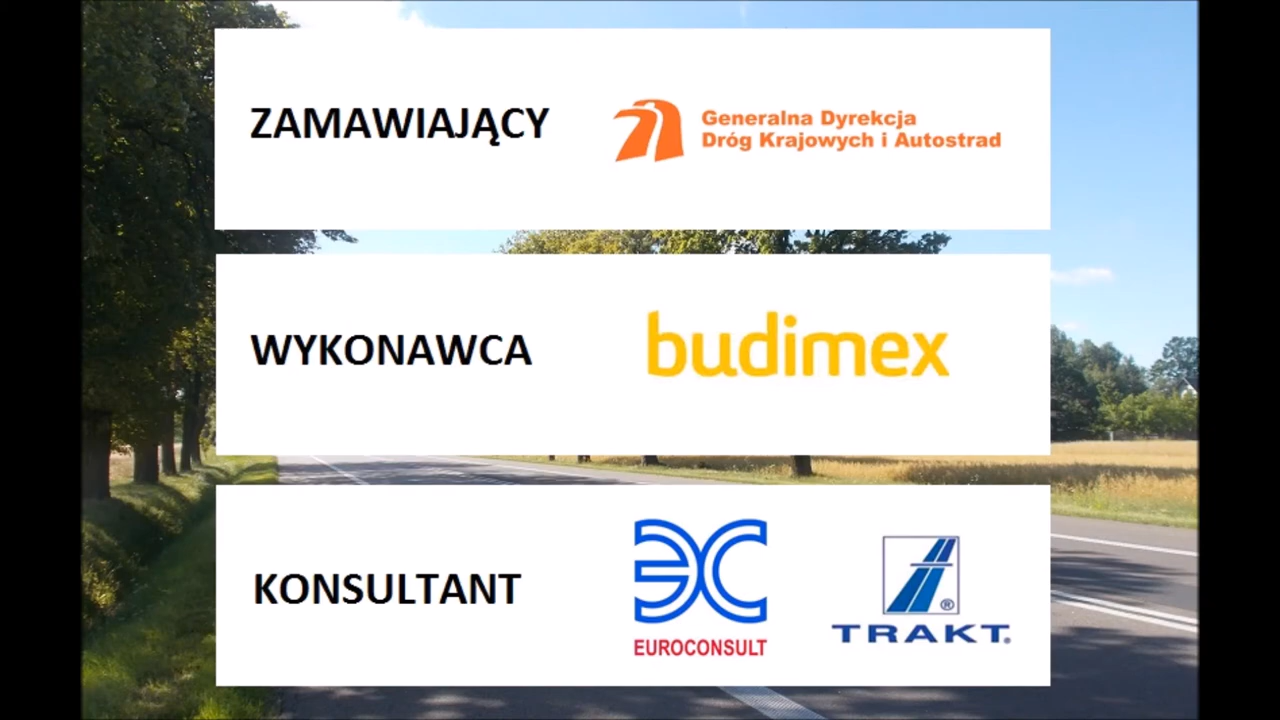 ZAMAWIAJĄCY
Generalna Dyrekcja
Dróg Krajowych i Autostrad
WYKONAWCA
budimex
KONSULTANT
EUROCONSULT
TRAKT®